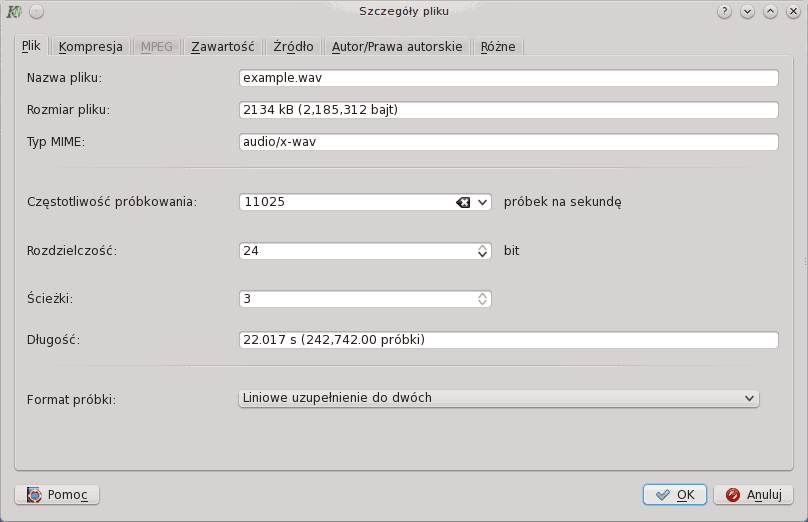 Szczegóły pliku
Plik Kompresja MPEG Zawartość Źródło Autor/Prawa autorskie Różne
Nazwa pliku: example.wav
Rozmiar pliku: 2134 kB (2,185,312 bajt)
Typ MIME: audio/x-wav
Częstotliwość próbkowania: 11025 próbek na sekundę
Rozdzielczość: 24 bit
Ścieżki: 3
Długość: 22.017 s (242,742.00 próbki)
Format próbki: Liniowe uzupełnienie do dwóch
Pomoc OK Anuluj